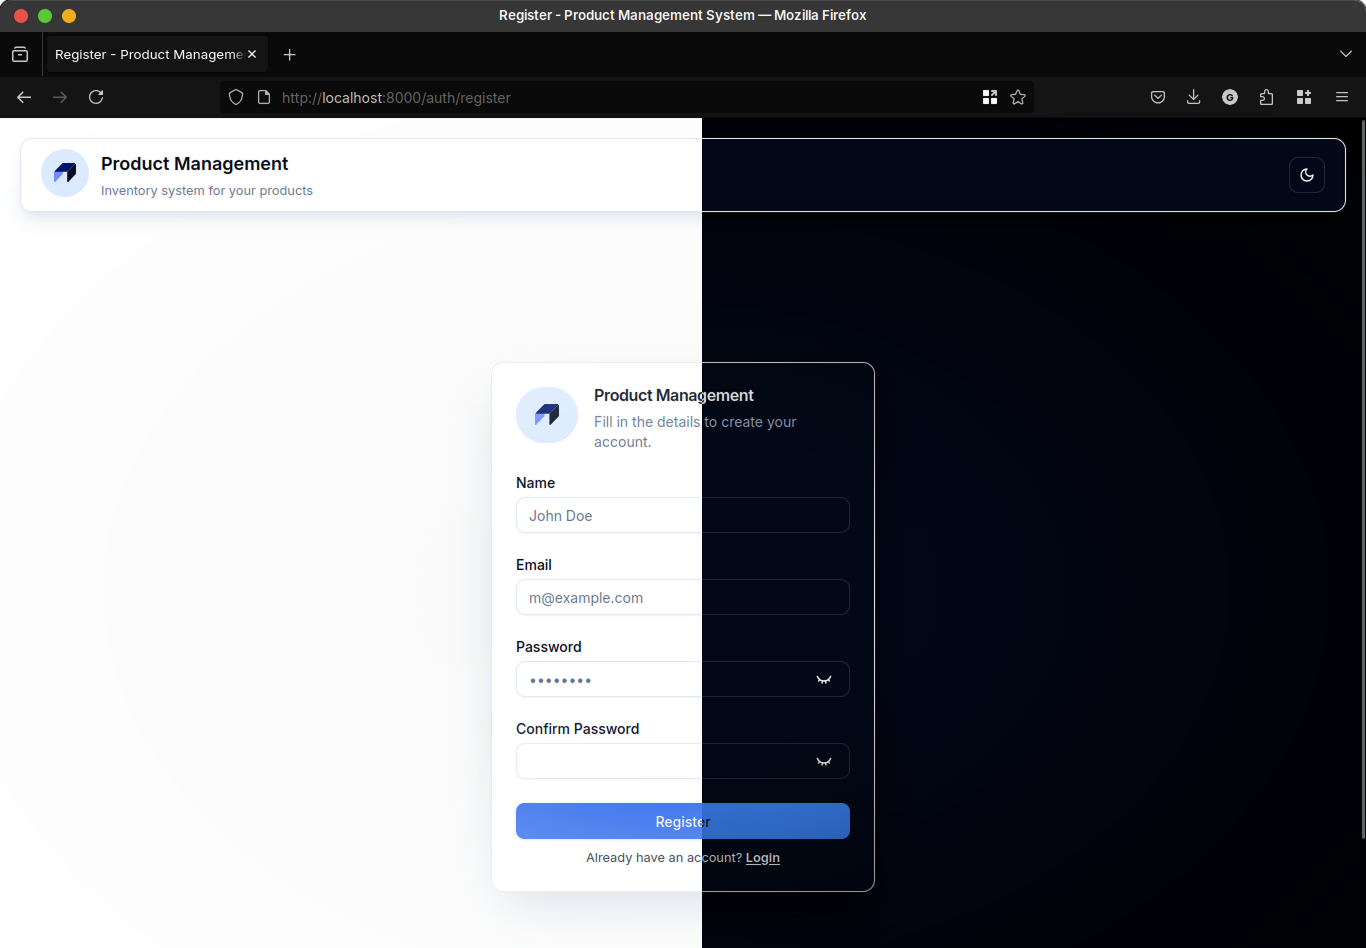 Register - Product Management System — Mozilla Firefox
Register - Product Manageme
http://localhost:8000/auth/register
G
Product Management
Inventory system for your products
Product Management
Fill in the details to create your
account.
Name
John Doe
Email
m@example.com
Password
••••••••
Confirm Password
Register
Already have an account? Login